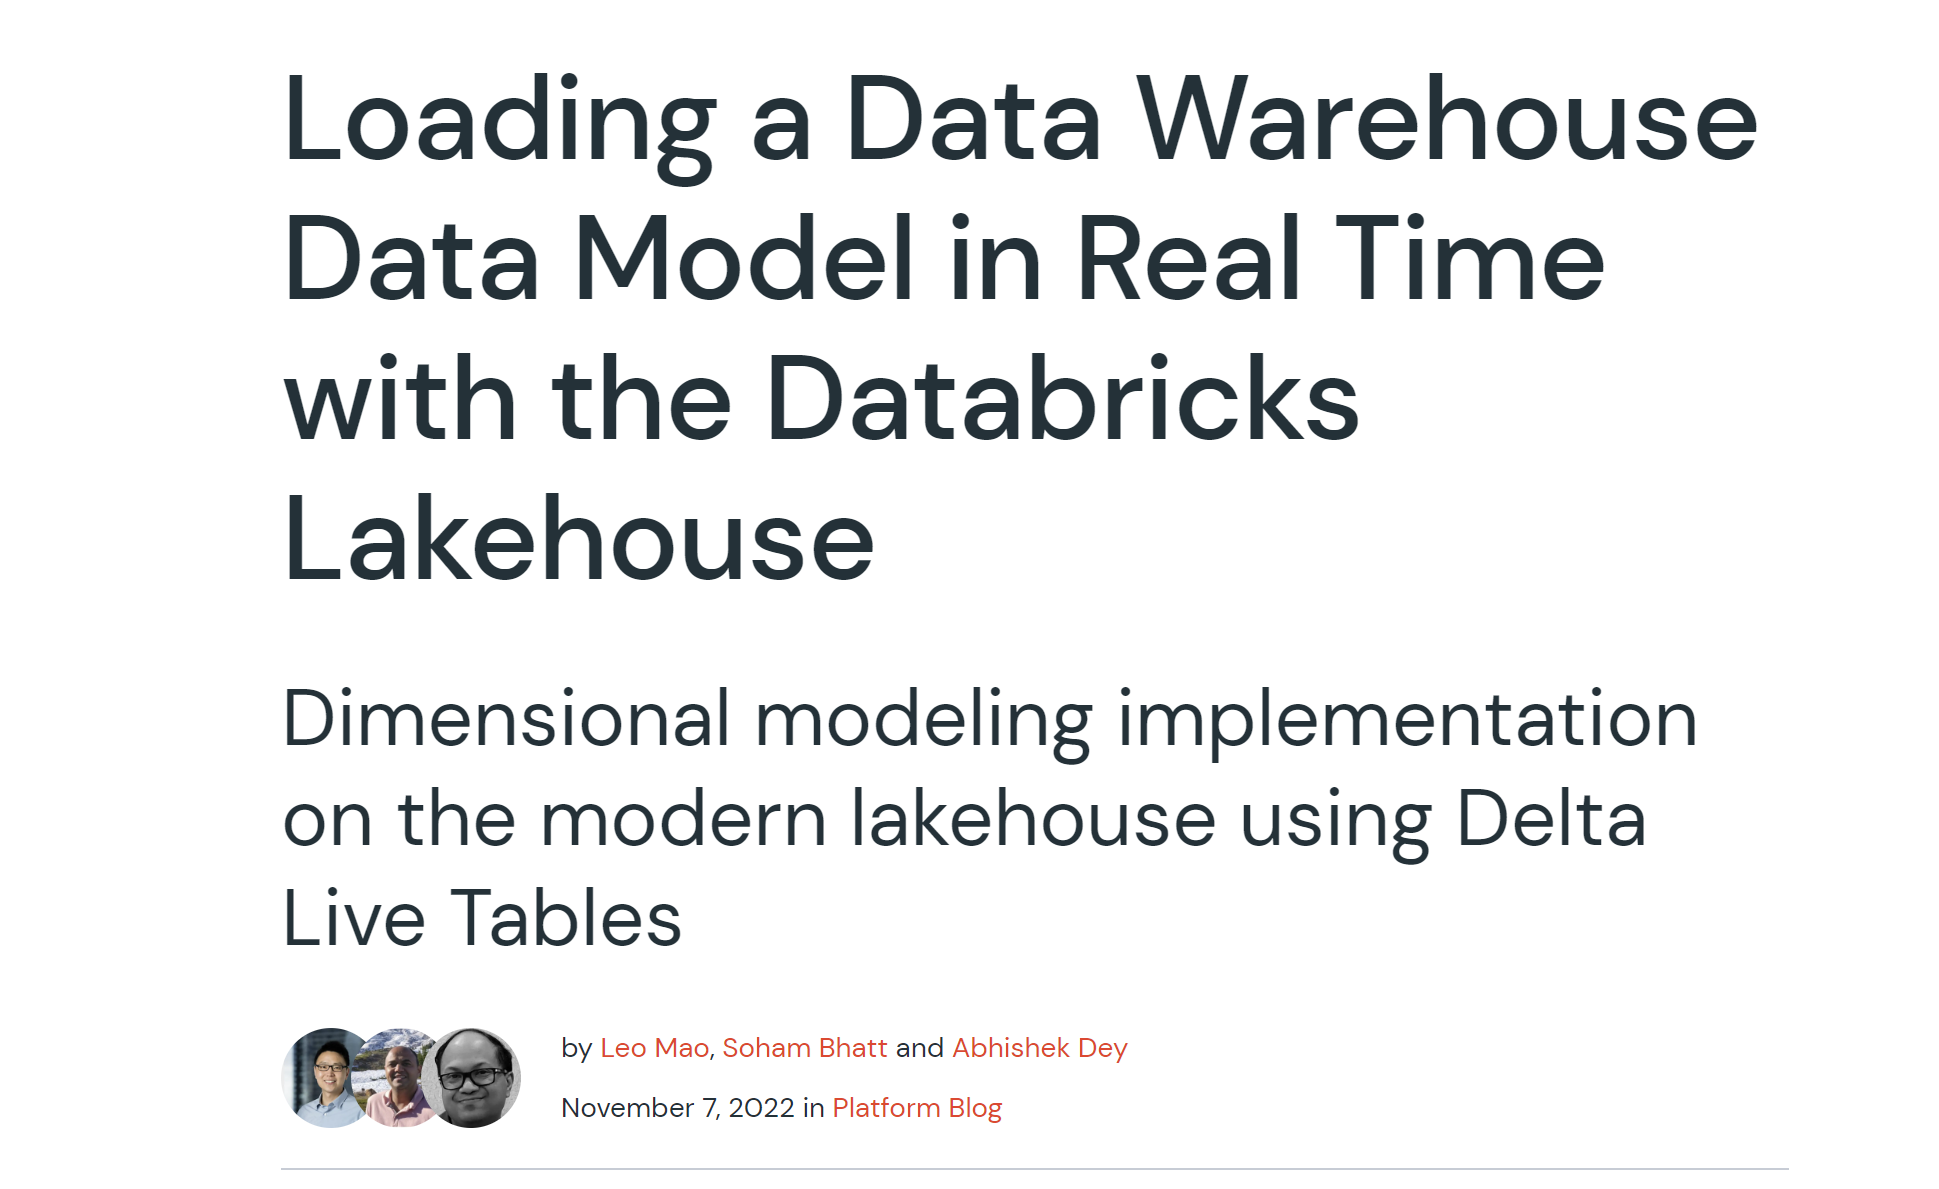 Loading a Data Warehouse
Data Model in Real Time
with the Databricks
Lakehouse
Dimensional modeling implementation
on the modern lakehouse using Delta
Live Tables
by Leo Mao, Soham Bhatt and Abhishek Dey
November 7, 2022 in Platform Blog